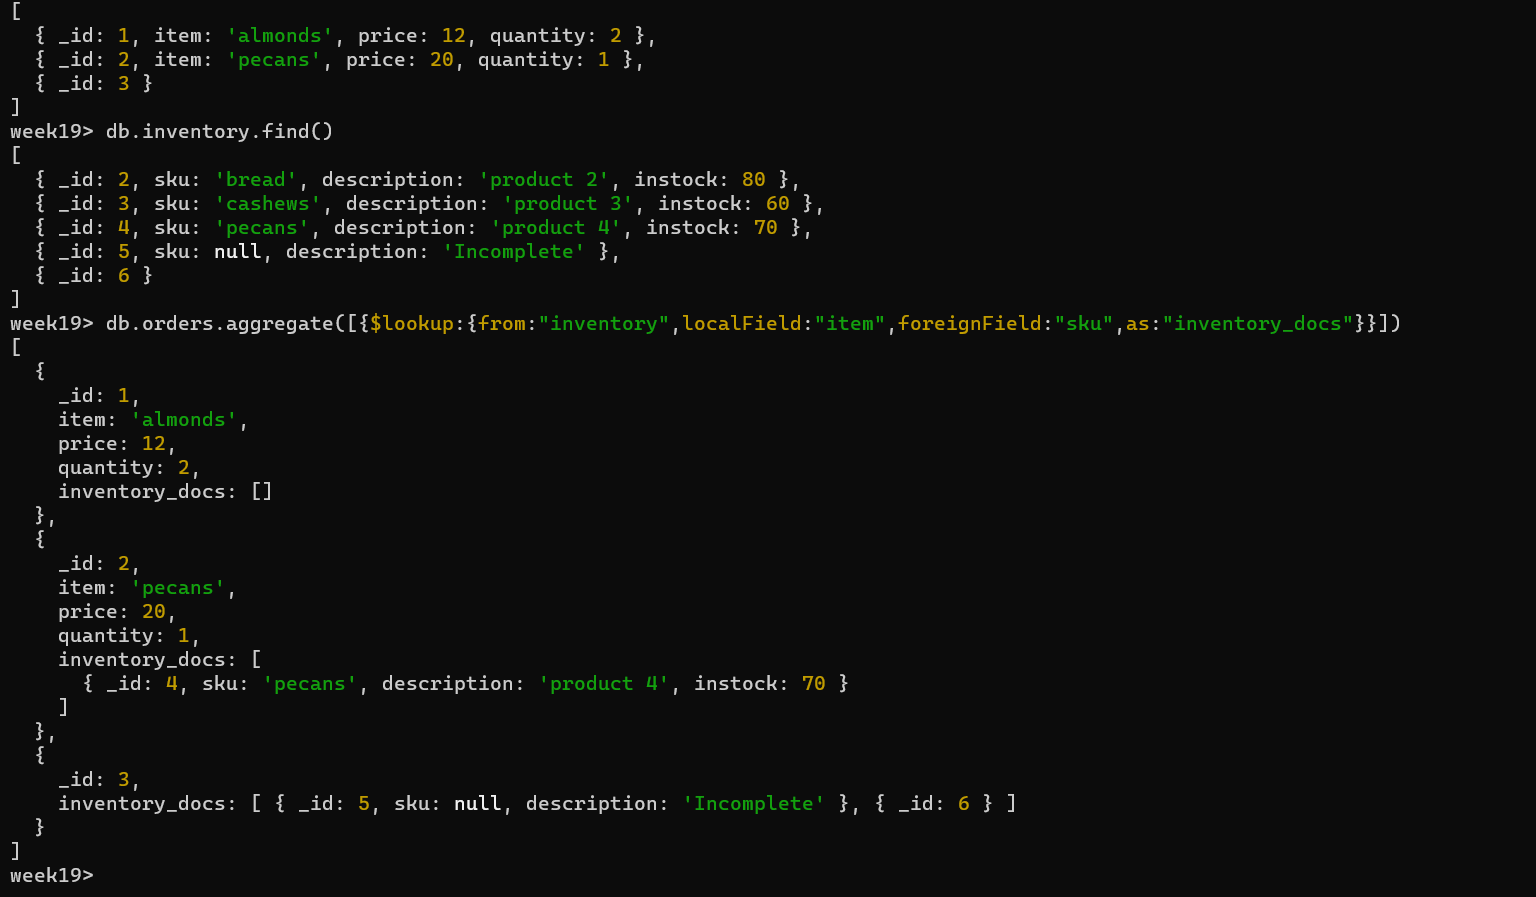 [
  { _id: 1, item: 'almonds', price: 12, quantity: 2 },
  { _id: 2, item: 'pecans', price: 20, quantity: 1 },
  { _id: 3 }
]
week19> db.inventory.find()
[
  { _id: 2, sku: 'bread', description: 'product 2', instock: 80 },
  { _id: 3, sku: 'cashews', description: 'product 3', instock: 60 },
  { _id: 4, sku: 'pecans', description: 'product 4', instock: 70 },
  { _id: 5, sku: null, description: 'Incomplete' },
  { _id: 6 }
]
week19> db.orders.aggregate([{$lookup:{from:"inventory",localField:"item",foreignField:"sku",as:"inventory_docs"}}])
[
  {
    _id: 1,
    item: 'almonds',
    price: 12,
    quantity: 2,
    inventory_docs: []
  },
  {
    _id: 2,
    item: 'pecans',
    price: 20,
    quantity: 1,
    inventory_docs: [
      { _id: 4, sku: 'pecans', description: 'product 4', instock: 70 }
    ]
  },
  {
    _id: 3,
    inventory_docs: [ { _id: 5, sku: null, description: 'Incomplete' }, { _id: 6 } ]
  }
]
week19>